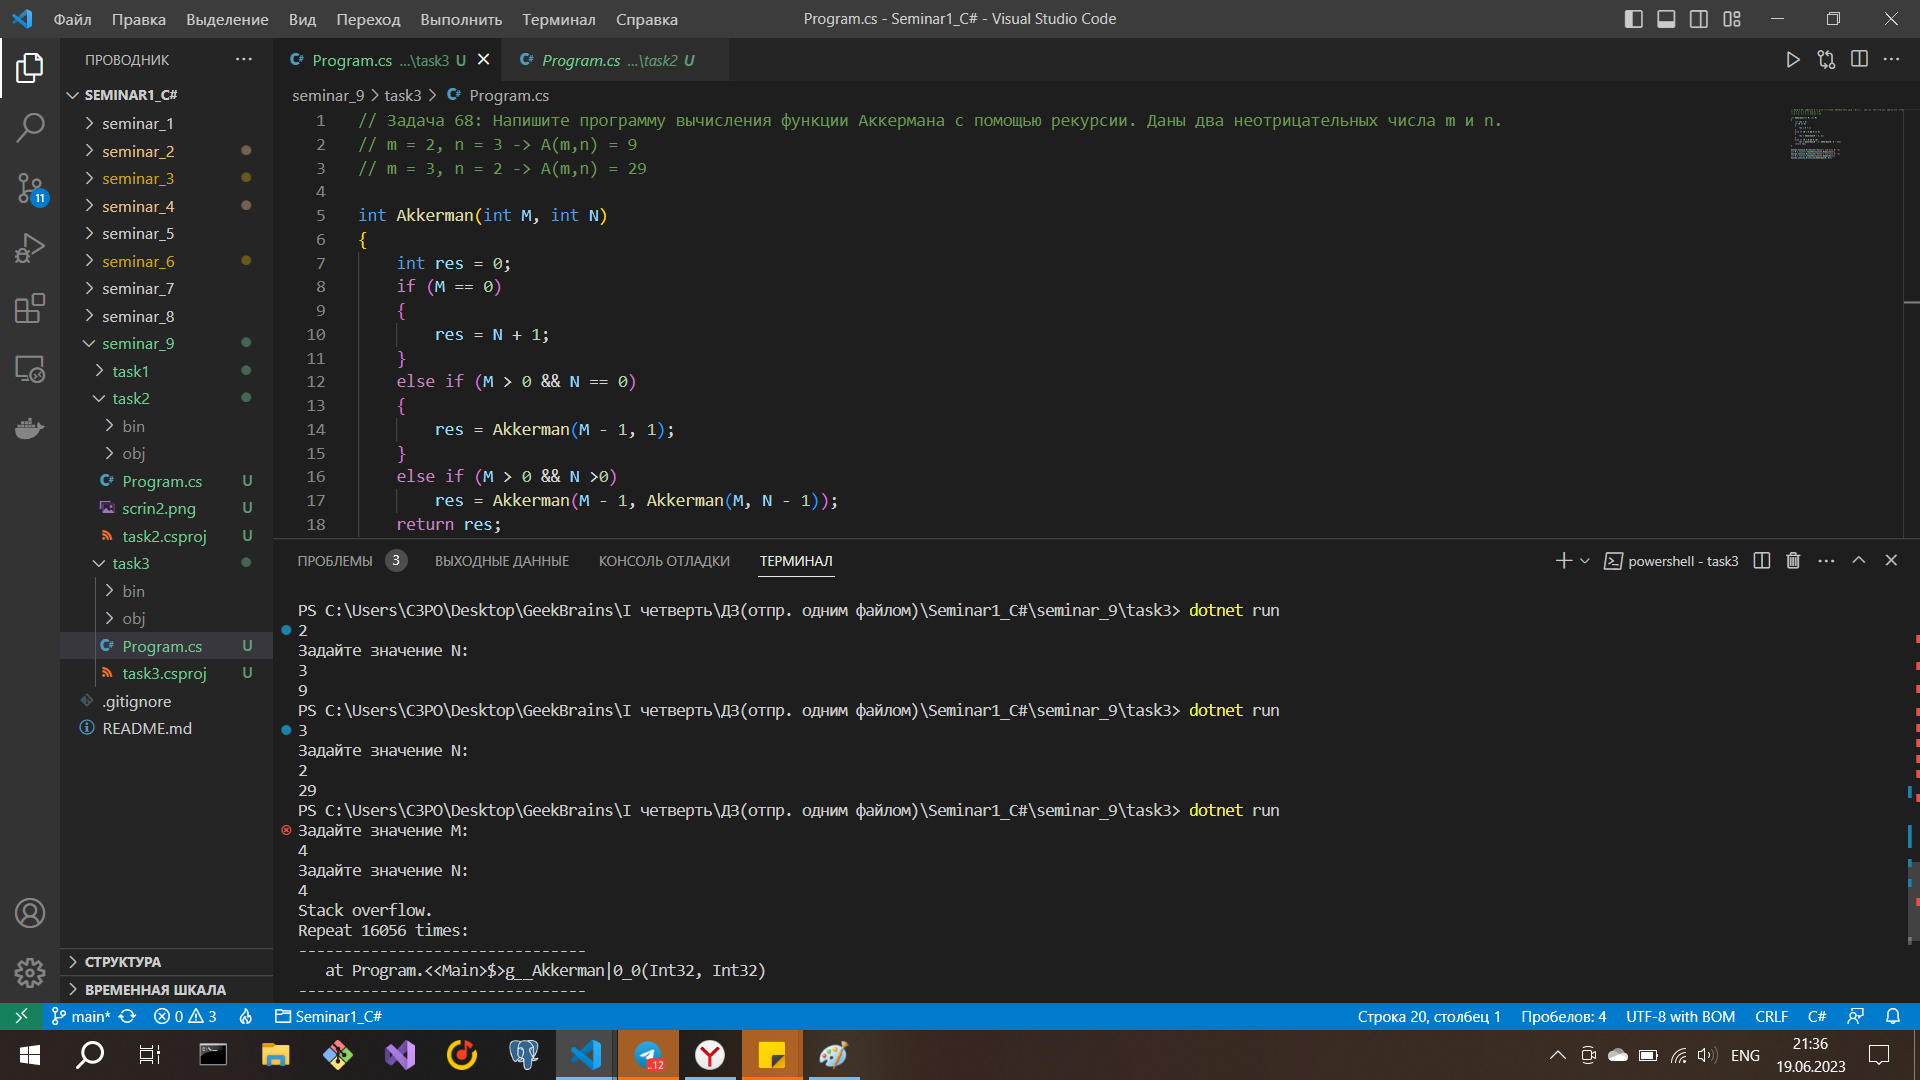 Файл Правка Выделение Вид Переход Выполнить Терминал Справка
Program.cs - Seminar1_C# - Visual Studio Code
ПРОВОДНИК
SEMINAR1_C#
seminar_1
seminar_2
seminar_3
seminar_4
seminar_5
seminar_6
seminar_7
seminar_8
seminar_9
task1
task2
bin
obj
Program.cs U
scrin2.png U
task2.csproj U
task3
bin
obj
Program.cs U
task3.csproj U
.gitignore
README.md
СТРУКТУРА
ВРЕМЕННАЯ ШКАЛА
11
Program.cs ...\task3 U
Program.cs ...\task2 U
seminar_9 > task3 > Program.cs
1 // Задача 68: Напишите программу вычисления функции Аккермана с помощью рекурсии. Даны два неотрицательных числа m и n.
2 // m = 2, n = 3 -> A(m,n) = 9
3 // m = 3, n = 2 -> A(m,n) = 29
4
5 int Akkerman(int M, int N)
6 {
7 int res = 0;
8 if (M == 0)
9 {
10 res = N + 1;
11 }
12 else if (M > 0 && N == 0)
13 {
14 res = Akkerman(M - 1, 1);
15 }
16 else if (M > 0 && N >0)
17 res = Akkerman(M - 1, Akkerman(M, N - 1));
18 return res;
ПРОБЛЕМЫ 3 ВЫХОДНЫЕ ДАННЫЕ КОНСОЛЬ ОТЛАДКИ ТЕРМИНАЛ
powershell - task3
PS C:\Users\C3PO\Desktop\GeekBrains\I четверть\ДЗ(отпр. одним файлом)\Seminar1_C#\seminar_9\task3> dotnet run
2
Задайте значение N:
3
9
PS C:\Users\C3PO\Desktop\GeekBrains\I четверть\ДЗ(отпр. одним файлом)\Seminar1_C#\seminar_9\task3> dotnet run
3
Задайте значение N:
2
29
PS C:\Users\C3PO\Desktop\GeekBrains\I четверть\ДЗ(отпр. одним файлом)\Seminar1_C#\seminar_9\task3> dotnet run
Задайте значение M:
4
Задайте значение N:
4
Stack overflow.
Repeat 16056 times:
--------------------------------
at Program.<<Main>$>g__Akkerman|0_0(Int32, Int32)
--------------------------------
main* 0 3 Seminar1_C#
Строка 20, столбец 1 Пробелов: 4 UTF-8 with BOM CRLF C#
..12
ENG
21:36
19.06.2023